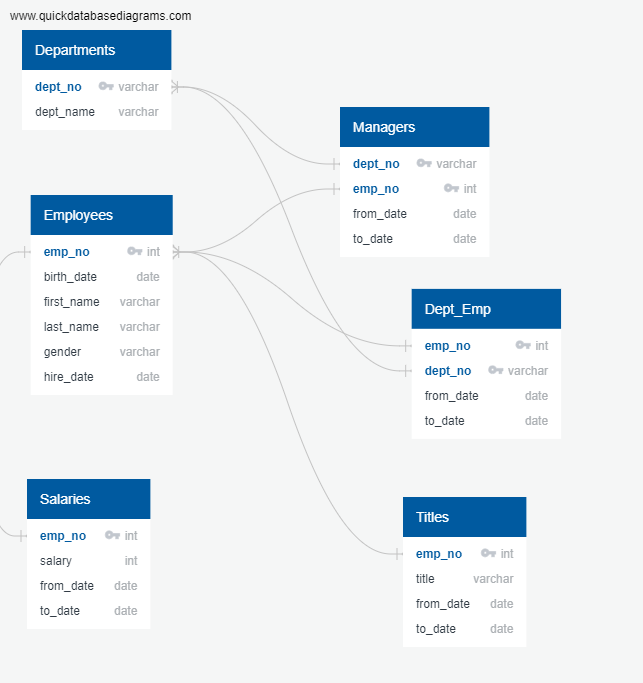 www.quickdatabasediagrams.com
Departments
dept_no varchar
dept_name varchar
Managers
dept_no varchar
emp_no int
from_date date
to_date date
Employees
emp_no int
birth_date date
first_name varchar
last_name varchar
gender varchar
hire_date date
Dept_Emp
emp_no int
dept_no varchar
from_date date
to_date date
Salaries
emp_no int
salary int
from_date date
to_date date
Titles
emp_no int
title varchar
from_date date
to_date date